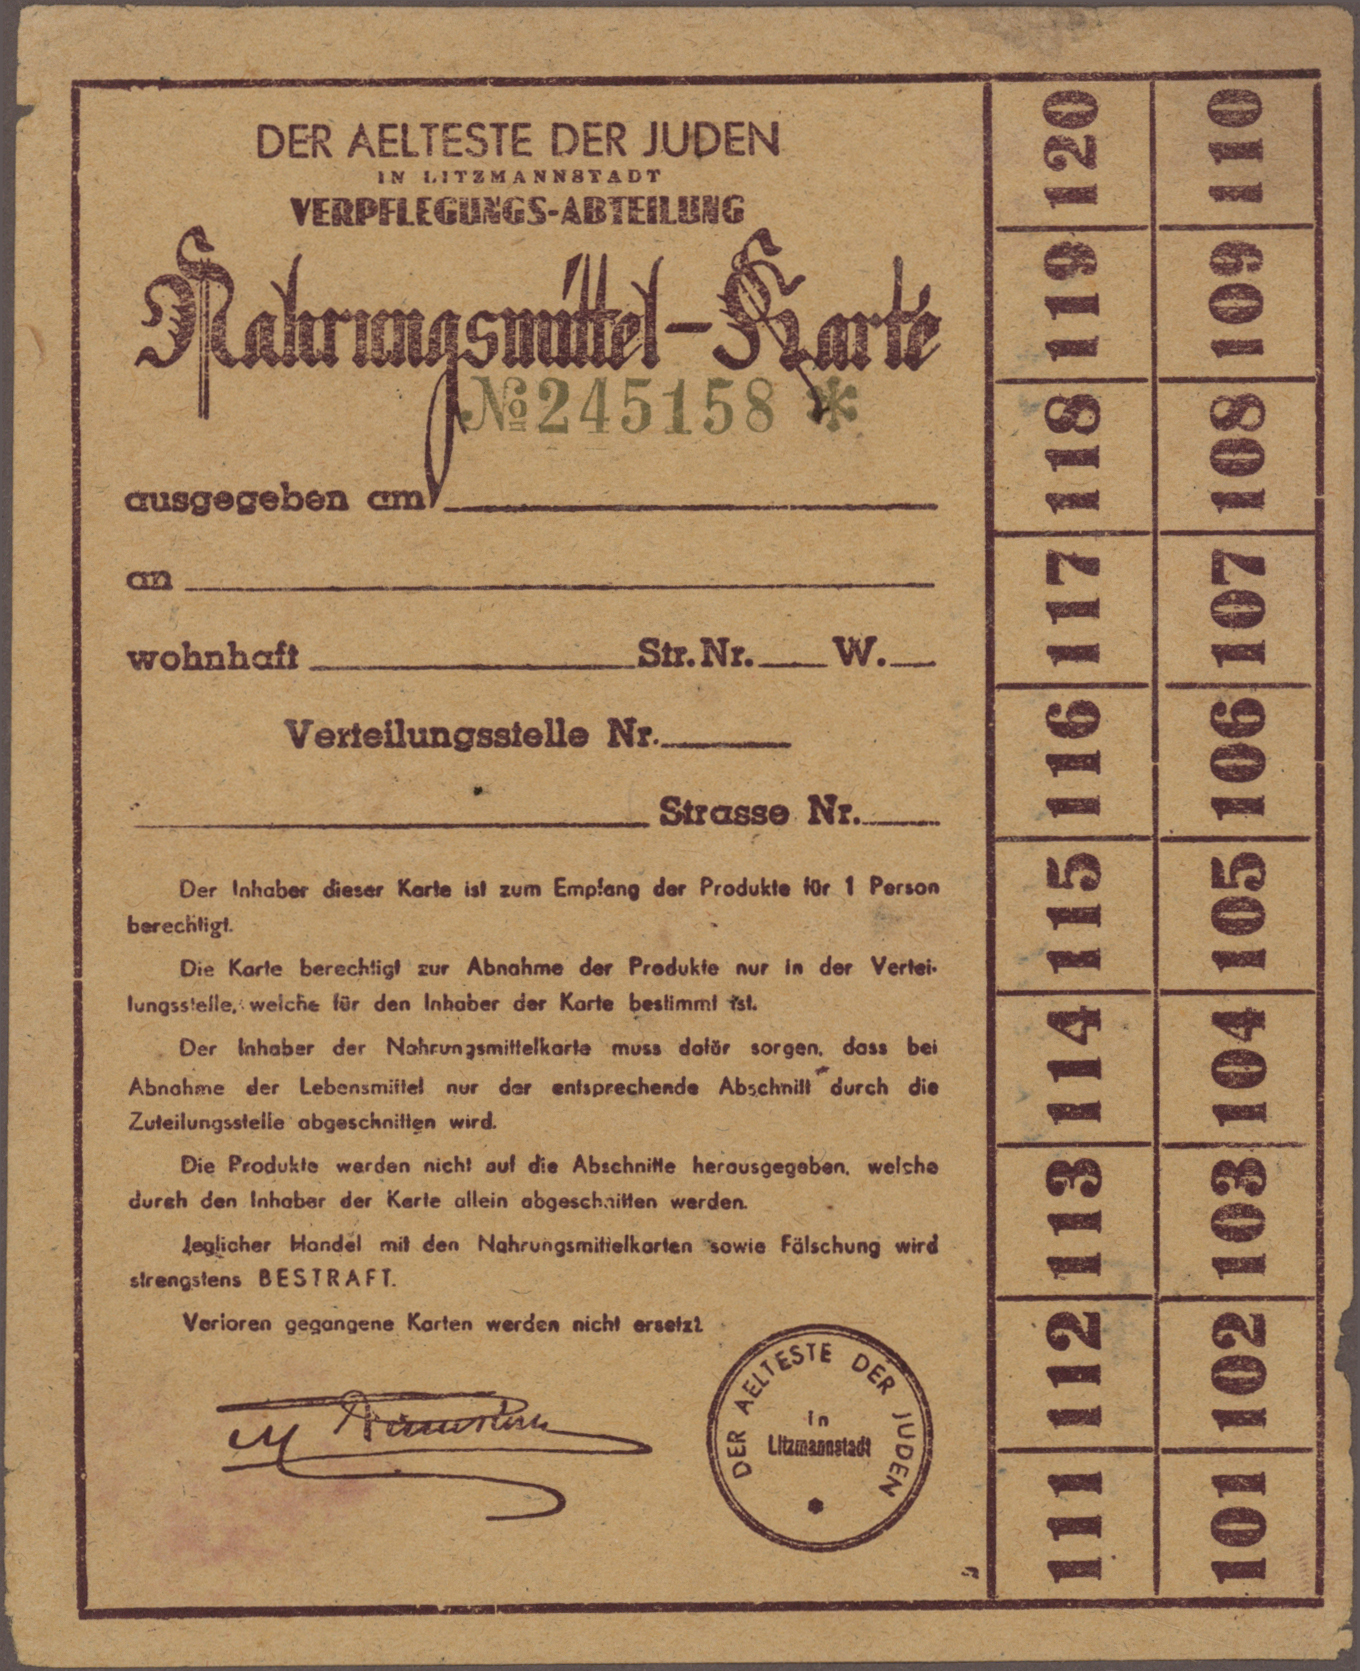 DER AELTESTE DER JUDEN
IN LITZMANNSTADT
VERPFLEGUNGS-ABTEILUNG
Nahrungsmittel-Karte
№ 245158 *
ausgegeben am
an
wohnhaft Str. Nr. W.
Verteilungsstelle Nr.
Strasse Nr.
Der Inhaber dieser Karte ist zum Empfang der Produkte für 1 Person
berechtigt.
Die Karte berechtigt zur Abnahme der Produkte nur in der Vertei-
lungsstelle, welche für den Inhaber der Karte bestimmt ist.
Der Inhaber der Nahrungsmittelkarte muss dafür sorgen, dass bei
Abnahme der Lebensmittel nur der entsprechende Abschnitt durch die
Zuteilungsstelle abgeschnitten wird.
Die Produkte werden nicht auf die Abschnitte herausgegeben, welche
durch den Inhaber der Karte allein abgeschnitten werden.
Jeglicher Handel mit den Nahrungsmittelkarten sowie Fälschung wird
strengstens BESTRAFT.
Verloren gegangene Karten werden nicht ersetzt
DER AELTESTE DER JUDEN
in
Litzmannstadt
120 110
119 109
118 108
117 107
116 106
115 105
114 104
113 103
112 102
111 101